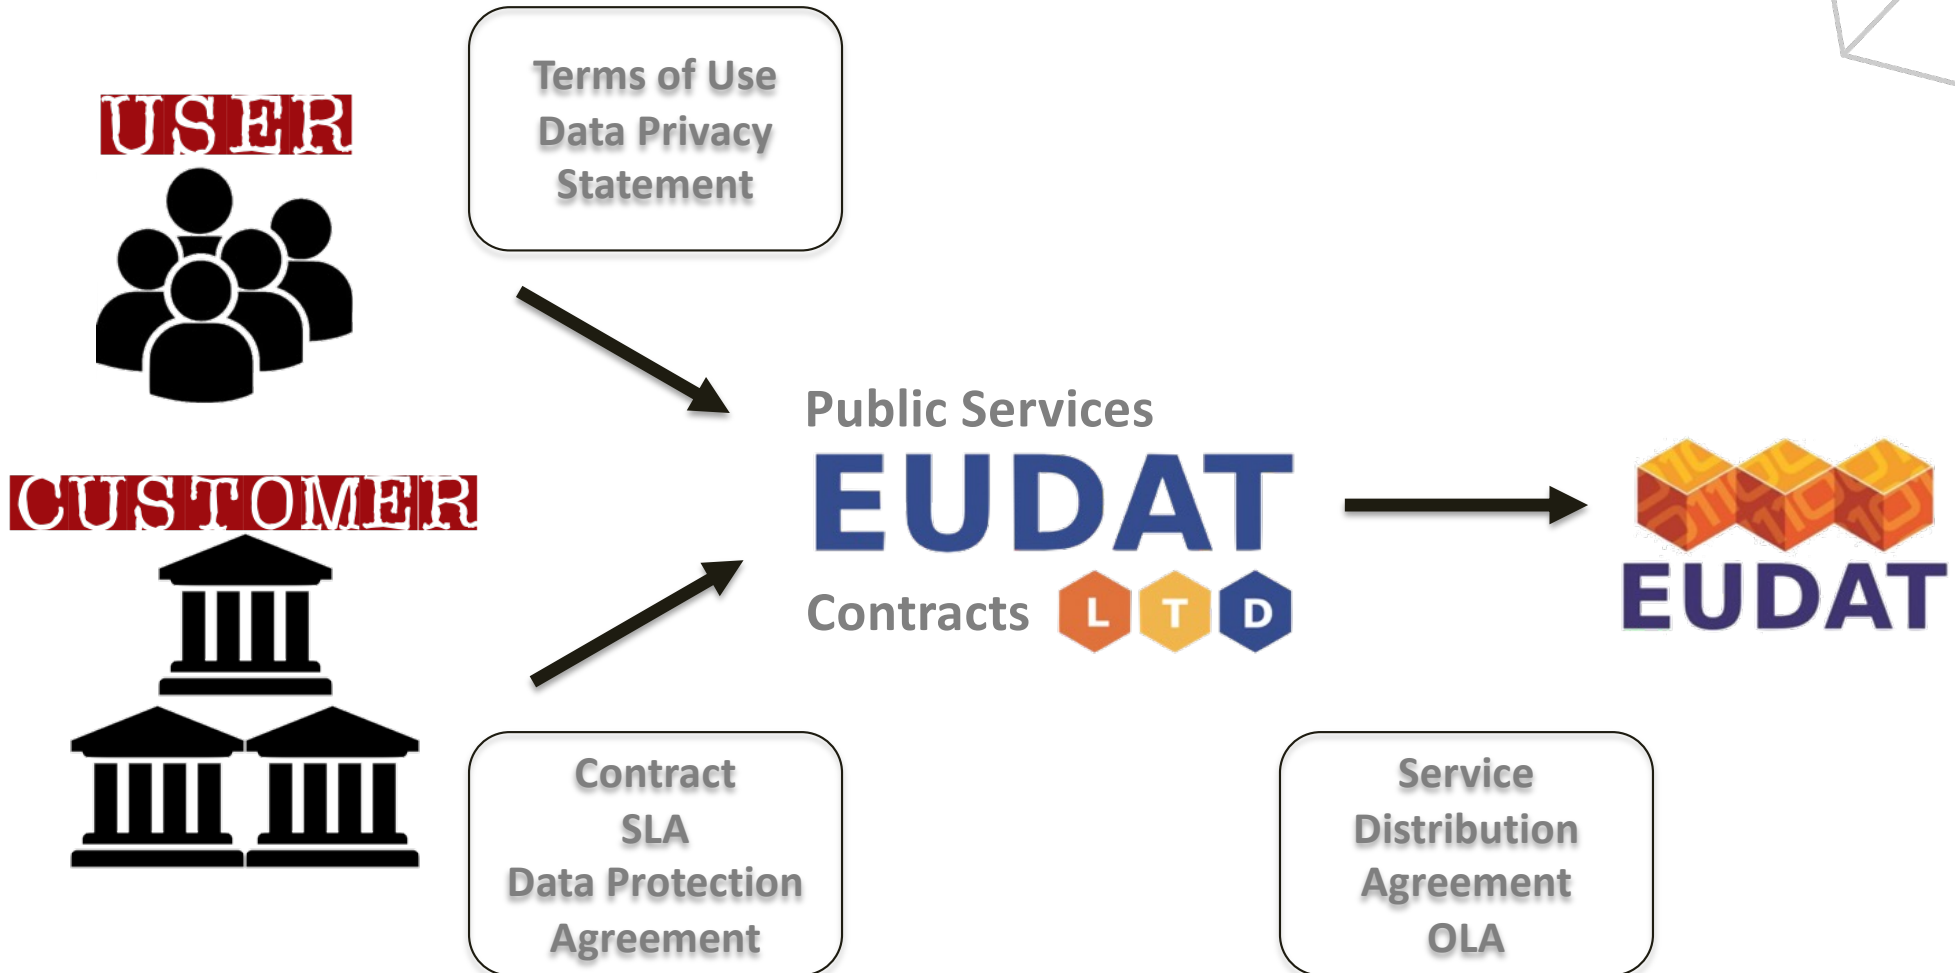 Terms of Use
Data Privacy
Statement
USER
Public Services
EUDAT
Contracts LTD
CUSTOMER
EUDAT
Contract
SLA
Data Protection
Agreement
Service
Distribution
Agreement
OLA